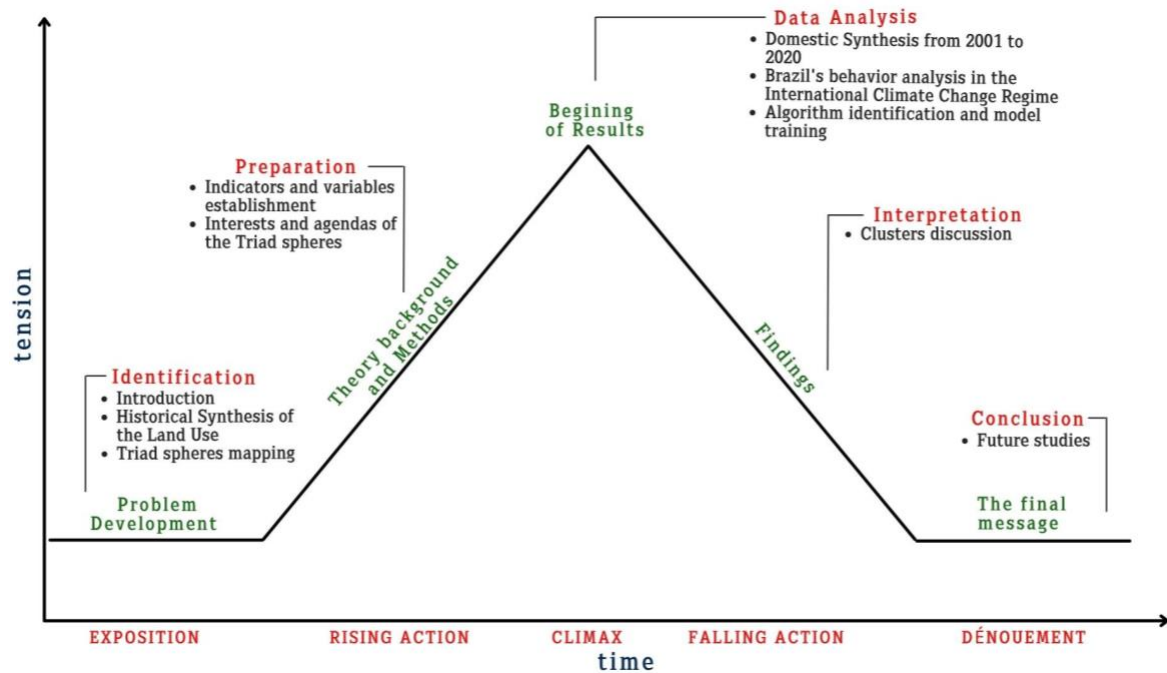 Data Analysis
• Domestic Synthesis from 2001 to
2020
• Brazil's behavior analysis in the
International Climate Change Regime
• Algorithm identification and model
training
Begining
of Results
Preparation
• Indicators and variables
establishment
• Interests and agendas of
the Triad spheres
Interpretation
• Clusters discussion
Theory background
and Methods
Findings
tension
Identification
• Introduction
• Historical Synthesis of
the Land Use
• Triad spheres mapping
Conclusion
• Future studies
Problem
Development
The final
message
EXPOSITION
RISING ACTION
CLIMAX
FALLING ACTION
DÉNOUEMENT
time